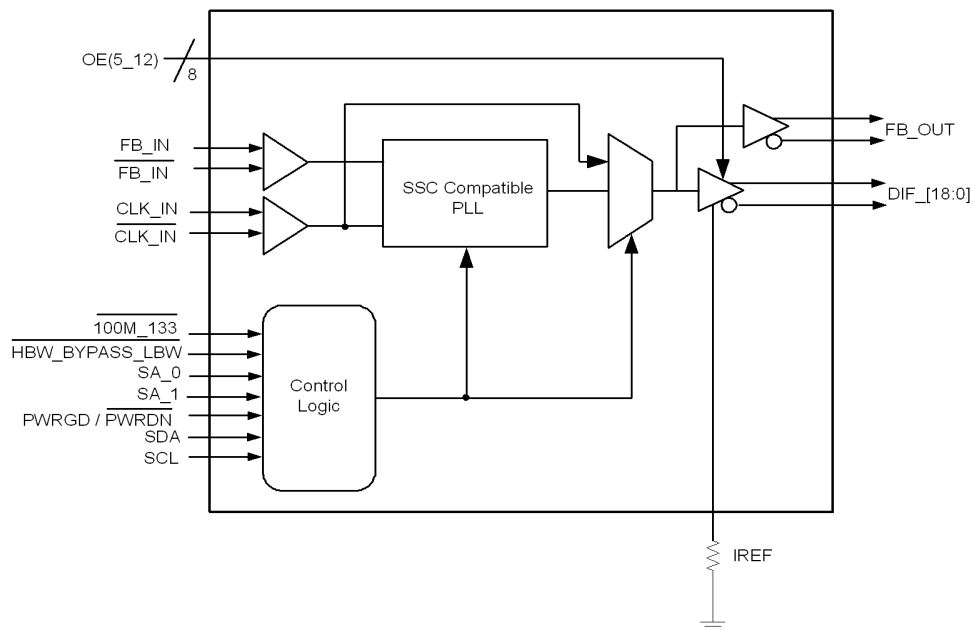 OE(5_12)
8
FB_IN
FB_IN
CLK_IN
CLK_IN
SSC Compatible
PLL
FB_OUT
DIF_[18:0]
100M_133
HBW_BYPASS_LBW
SA_0
SA_1
PWRGD / PWRDN
SDA
SCL
Control
Logic
IREF